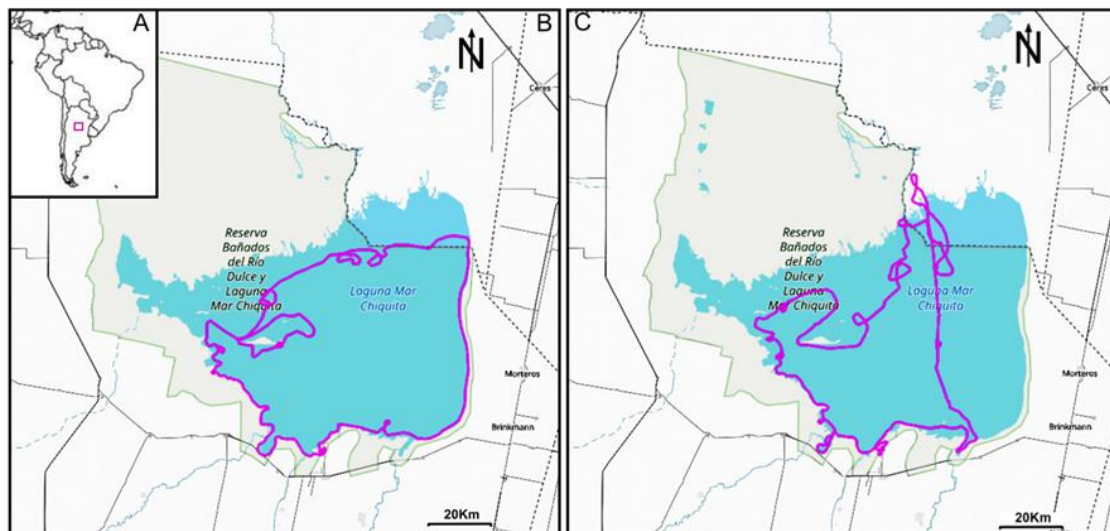 A
B
N
Ceres
Reserva
Bañados
del Río
Dulce y
Laguna
Mar Chiquita
Laguna Mar
Chiquita
Morteros
Brinkmann
20Km
C
N
Ceres
Reserva
Bañados
del Río
Dulce y
Laguna
Mar Chiquita
Laguna Mar
Chiquita
Morteros
Brinkmann
20Km